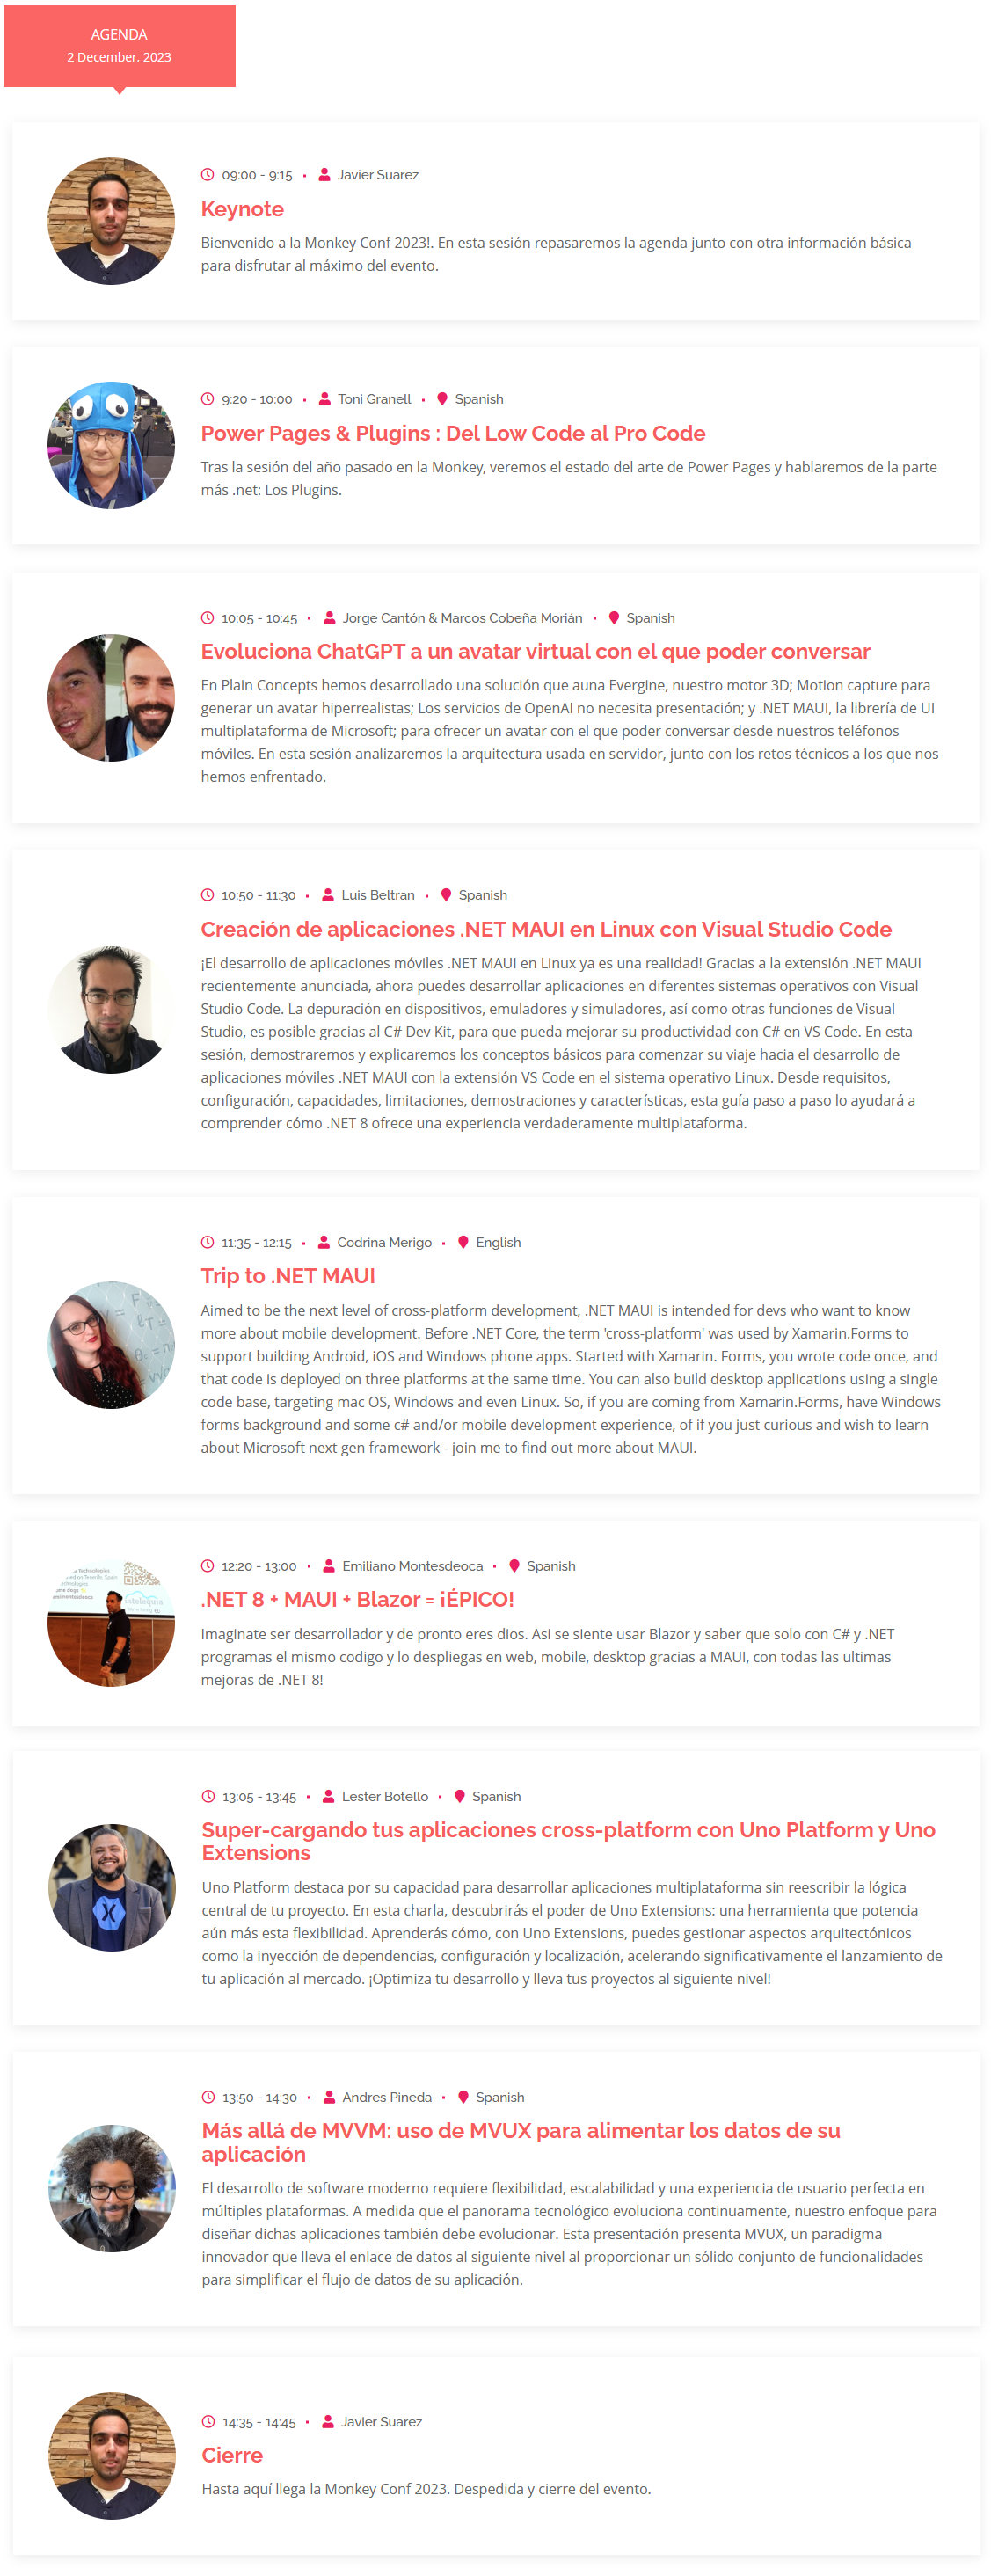 AGENDA
2 December, 2023
09:00 - 9:15 • Javier Suarez
Keynote
Bienvenido a la Monkey Conf 2023!. En esta sesión repasaremos la agenda junto con otra información básica
para disfrutar al máximo del evento.
9:20 - 10:00 • Toni Granell • Spanish
Power Pages & Plugins : Del Low Code al Pro Code
Tras la sesión del año pasado en la Monkey, veremos el estado del arte de Power Pages y hablaremos de la parte
más .net: Los Plugins.
10:05 - 10:45 • Jorge Cantón & Marcos Cobeña Morián • Spanish
Evoluciona ChatGPT a un avatar virtual con el que poder conversar
En Plain Concepts hemos desarrollado una solución que auna Evergine, nuestro motor 3D; Motion capture para
generar un avatar hiperrealistas; Los servicios de OpenAI no necesita presentación; y .NET MAUI, la librería de UI
multiplataforma de Microsoft; para ofrecer un avatar con el que poder conversar desde nuestros teléfonos
móviles. En esta sesión analizaremos la arquitectura usada en servidor, junto con los retos técnicos a los que nos
hemos enfrentado.
10:50 - 11:30 • Luis Beltran • Spanish
Creación de aplicaciones .NET MAUI en Linux con Visual Studio Code
¡El desarrollo de aplicaciones móviles .NET MAUI en Linux ya es una realidad! Gracias a la extensión .NET MAUI
recientemente anunciada, ahora puedes desarrollar aplicaciones en diferentes sistemas operativos con Visual
Studio Code. La depuración en dispositivos, emuladores y simuladores, así como otras funciones de Visual
Studio, es posible gracias al C# Dev Kit, para que pueda mejorar su productividad con C# en VS Code. En esta
sesión, demostraremos y explicaremos los conceptos básicos para comenzar su viaje hacia el desarrollo de
aplicaciones móviles .NET MAUI con la extensión VS Code en el sistema operativo Linux. Desde requisitos,
configuración, capacidades, limitaciones, demostraciones y características, esta guía paso a paso lo ayudará a
comprender cómo .NET 8 ofrece una experiencia verdaderamente multiplataforma.
11:35 - 12:15 • Codrina Merigo • English
Trip to .NET MAUI
Aimed to be the next level of cross-platform development, .NET MAUI is intended for devs who want to know
more about mobile development. Before .NET Core, the term 'cross-platform' was used by Xamarin.Forms to
support building Android, iOS and Windows phone apps. Started with Xamarin. Forms, you wrote code once, and
that code is deployed on three platforms at the same time. You can also build desktop applications using a single
code base, targeting mac OS, Windows and even Linux. So, if you are coming from Xamarin.Forms, have Windows
forms background and some c# and/or mobile development experience, of if you just curious and wish to learn
about Microsoft next gen framework - join me to find out more about MAUI.
12:20 - 13:00 • Emiliano Montesdeoca • Spanish
.NET 8 + MAUI + Blazor = ¡ÉPICO!
Imaginate ser desarrollador y de pronto eres dios. Asi se siente usar Blazor y saber que solo con C# y .NET
programas el mismo codigo y lo despliegas en web, mobile, desktop gracias a MAUI, con todas las ultimas
mejoras de .NET 8!
13:05 - 13:45 • Lester Botello • Spanish
Super-cargando tus aplicaciones cross-platform con Uno Platform y Uno
Extensions
Uno Platform destaca por su capacidad para desarrollar aplicaciones multiplataforma sin reescribir la lógica
central de tu proyecto. En esta charla, descubrirás el poder de Uno Extensions: una herramienta que potencia
aún más esta flexibilidad. Aprenderás cómo, con Uno Extensions, puedes gestionar aspectos arquitectónicos
como la inyección de dependencias, configuración y localización, acelerando significativamente el lanzamiento de
tu aplicación al mercado. ¡Optimiza tu desarrollo y lleva tus proyectos al siguiente nivel!
13:50 - 14:30 • Andres Pineda • Spanish
Más allá de MVVM: uso de MVUX para alimentar los datos de su
aplicación
El desarrollo de software moderno requiere flexibilidad, escalabilidad y una experiencia de usuario perfecta en
múltiples plataformas. A medida que el panorama tecnológico evoluciona continuamente, nuestro enfoque para
diseñar dichas aplicaciones también debe evolucionar. Esta presentación presenta MVUX, un paradigma
innovador que lleva el enlace de datos al siguiente nivel al proporcionar un sólido conjunto de funcionalidades
para simplificar el flujo de datos de su aplicación.
14:35 - 14:45 • Javier Suarez
Cierre
Hasta aquí llega la Monkey Conf 2023. Despedida y cierre del evento.